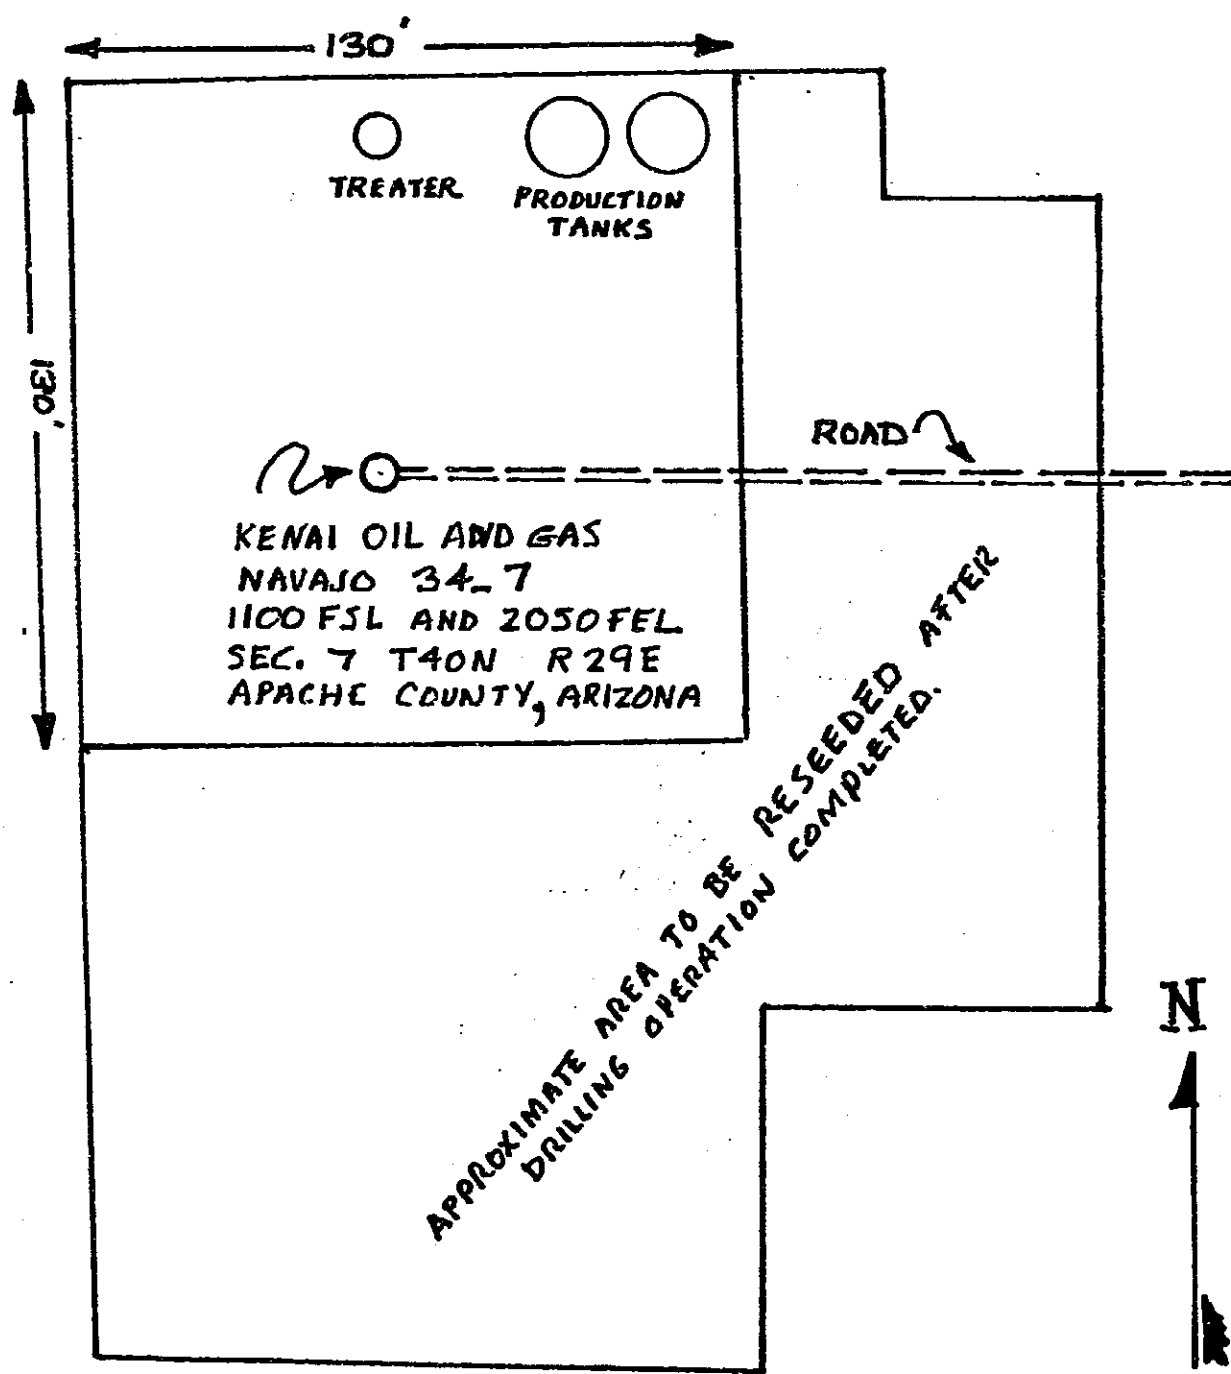 130'
TREATER
PRODUCTION
TANKS
130'
ROAD
KENAI OIL AND GAS
NAVAJO 34-7
1100 FSL AND 2050 FEL
SEC. 7 T40N R29E
APACHE COUNTY, ARIZONA
APPROXIMATE AREA TO BE RESEEDED AFTER
DRILLING OPERATION COMPLETED.
N